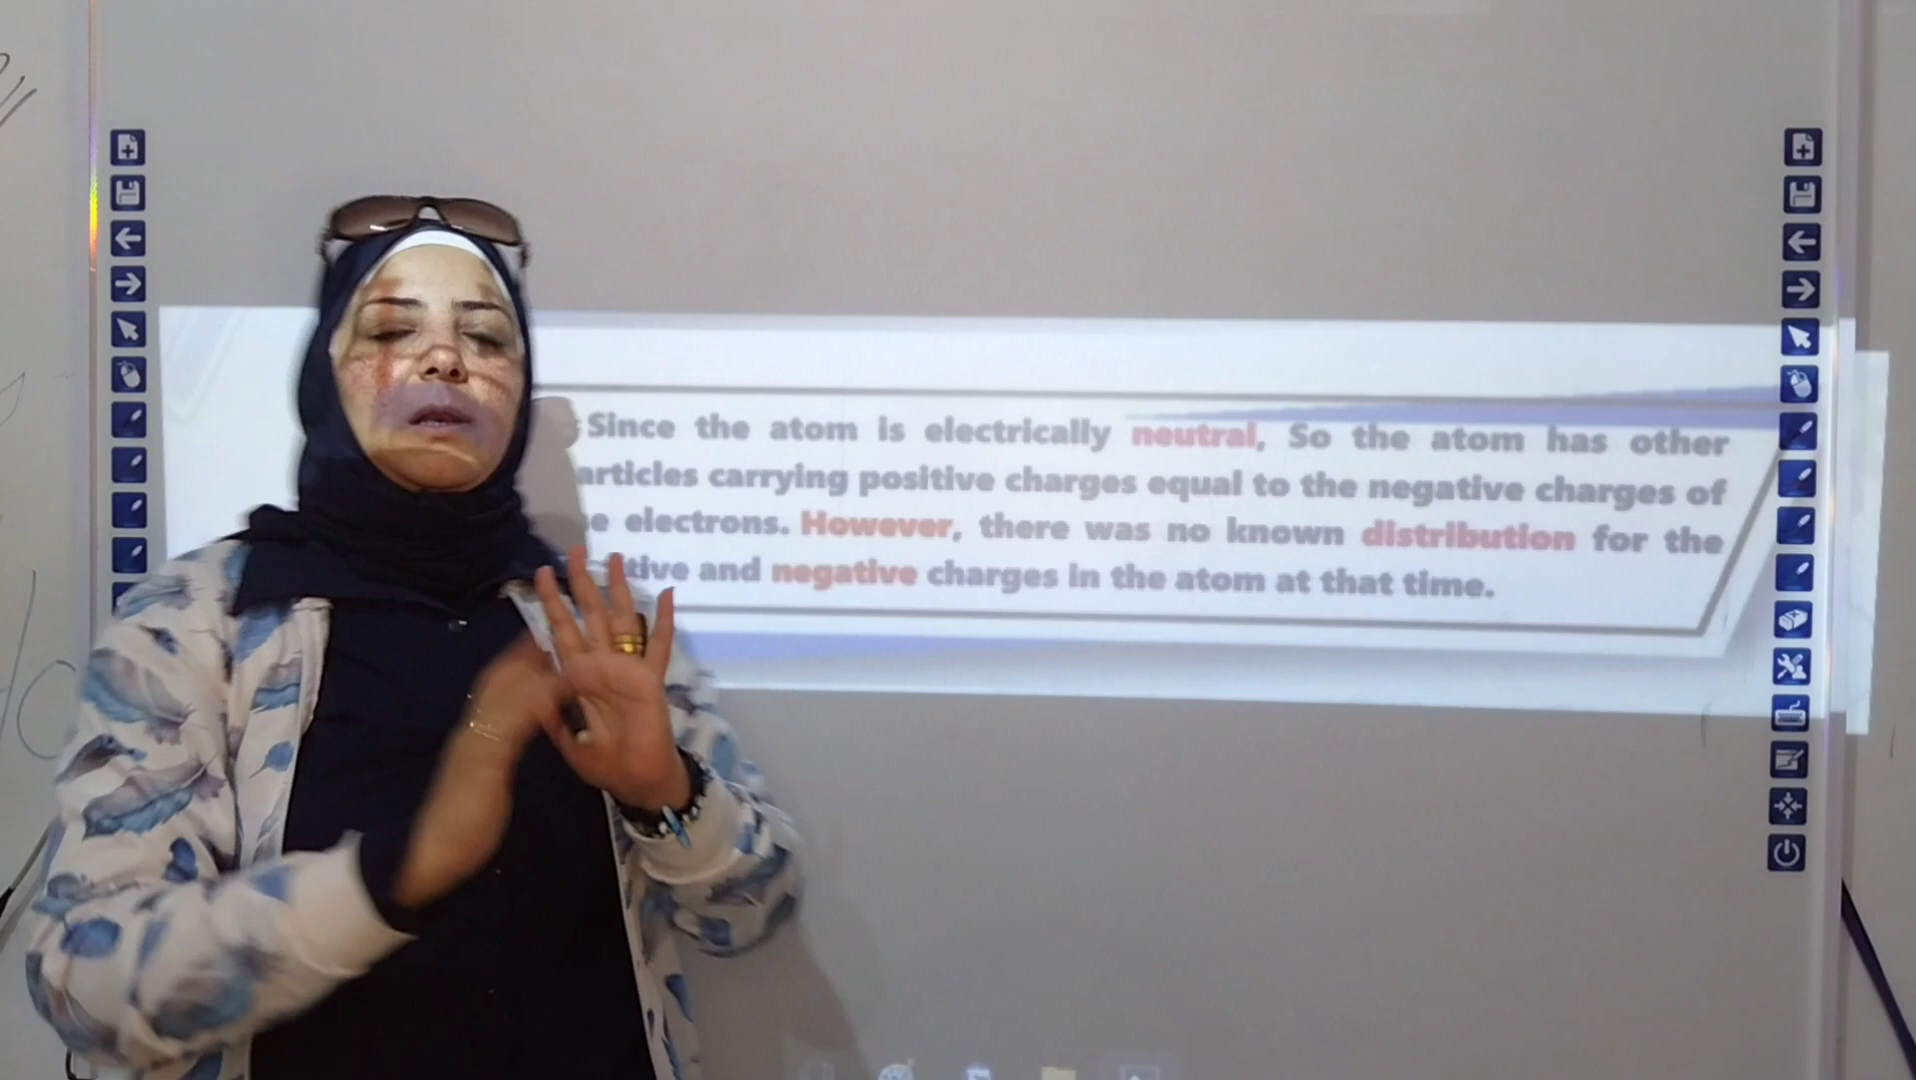 Since the atom is electrically neutral, So the atom has other
articles carrying positive charges equal to the negative charges of
e electrons. However, there was no known distribution for the
tive and negative charges in the atom at that time.